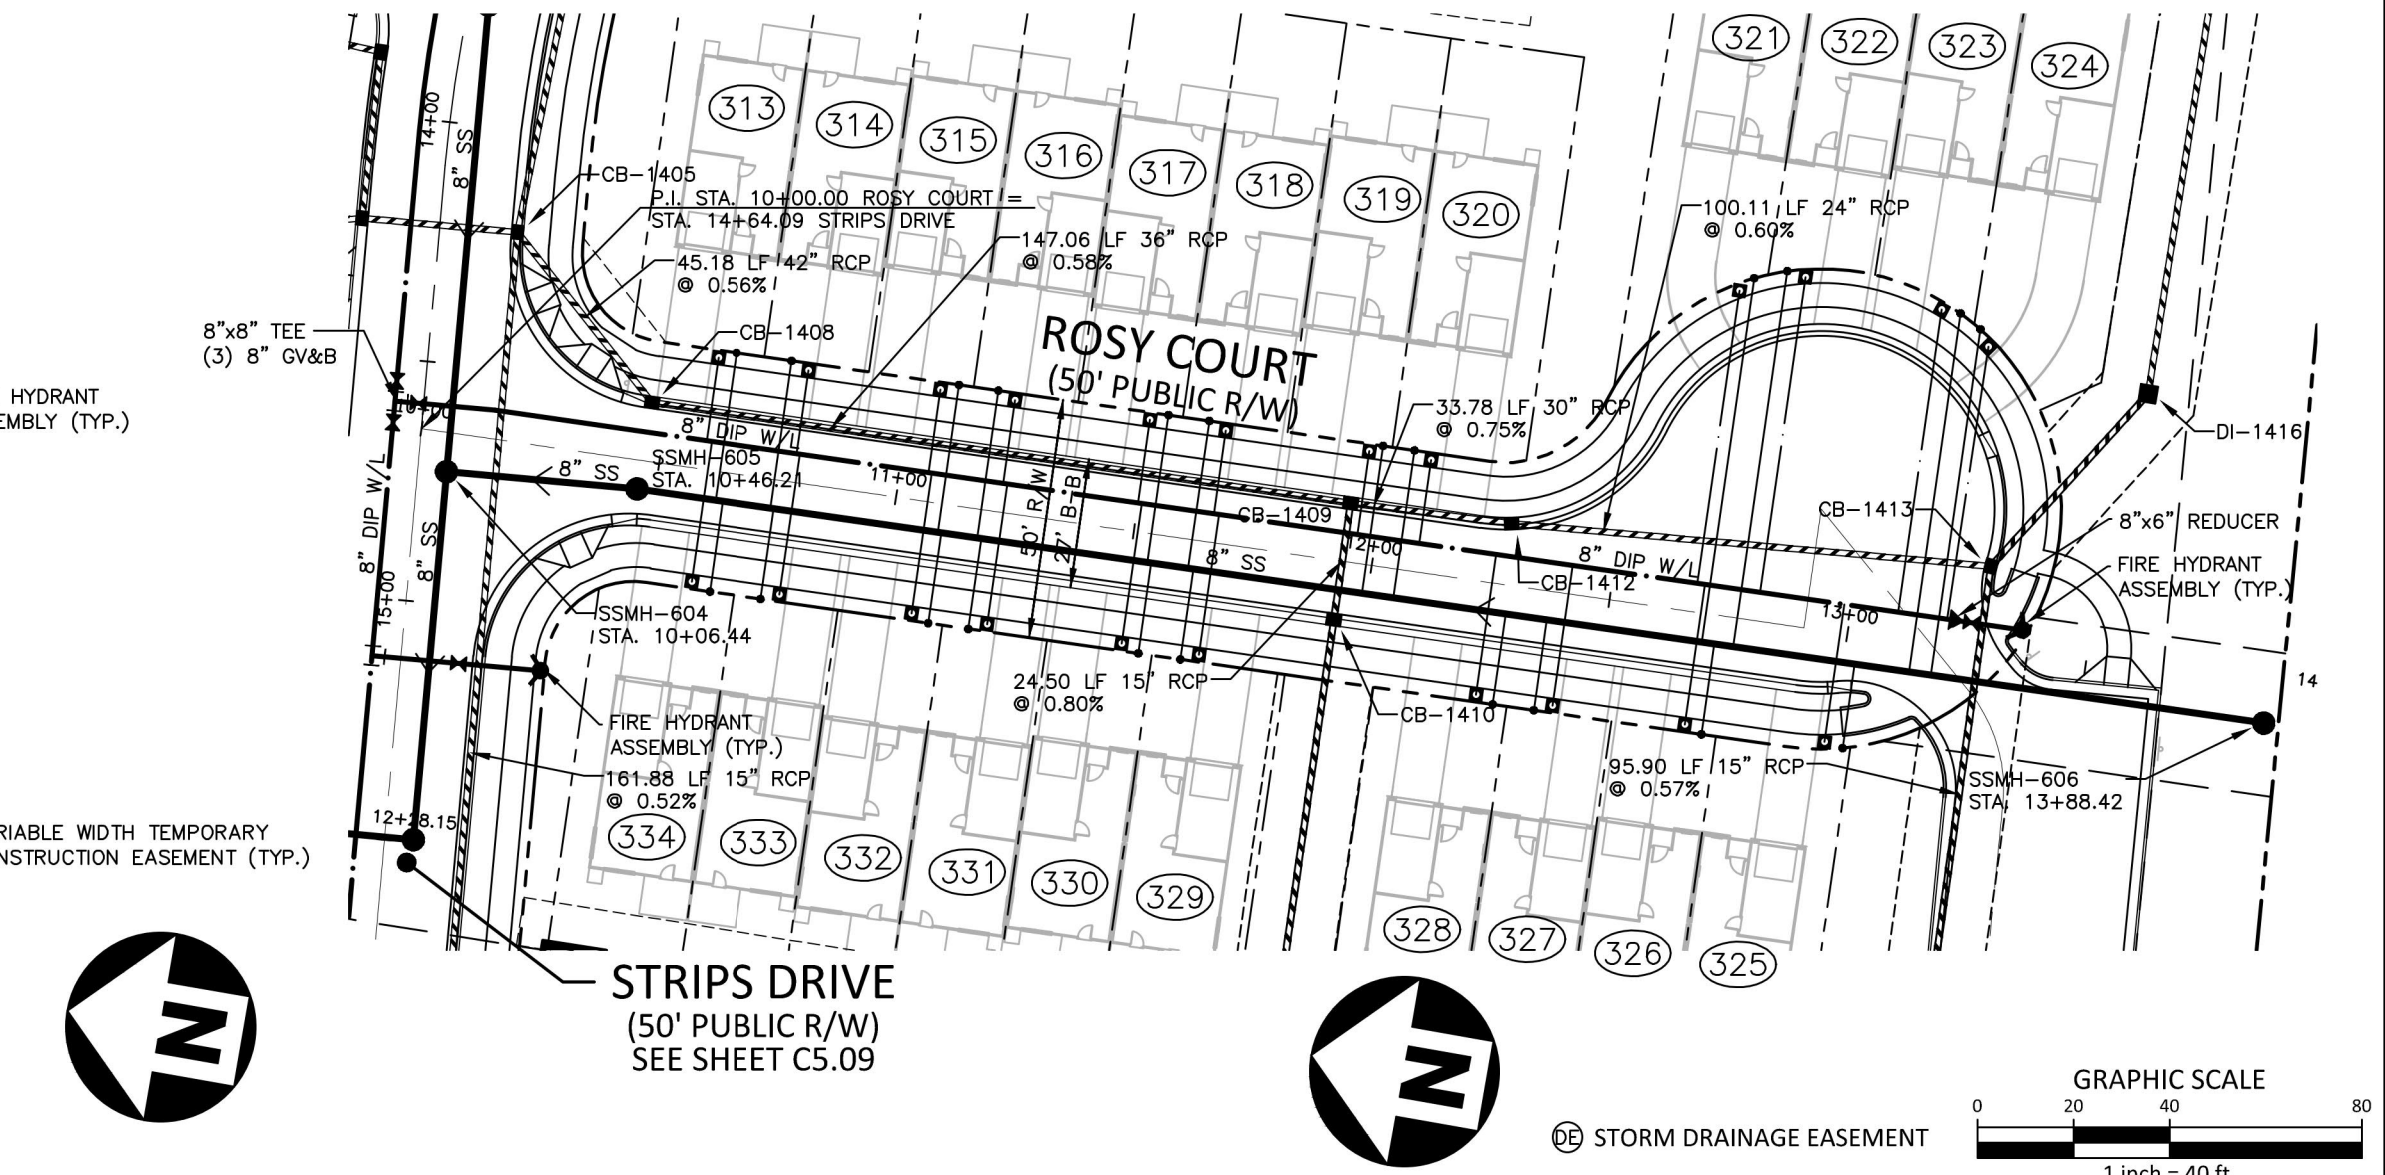 321
322
323
324
313
314
315
316
317
318
319
320
14+00
8" SS
CB-1405
P.I. STA. 10+00.00 ROSY COURT =
STA. 14+64.09 STRIPS DRIVE
147.06 LF 36" RCP
@ 0.58%
45.18 LF 42" RCP
@ 0.56%
100.11 LF 24" RCP
@ 0.60%
8"x8" TEE
(3) 8" GV&B
CB-1408
ROSY COURT
(50' PUBLIC R/W)
HYDRANT
EMBLY (TYP.)
10+00
33.78 LF 30" RCP
@ 0.75%
DI-1416
8" DIP W/L
SSMH-605
STA. 10+46.21
8" SS
11+00
50' R/W
27' B-B
CB-1409
12+00
8" SS
8" DIP W/L
CB-1412
CB-1413
8"x6" REDUCER
FIRE HYDRANT
ASSEMBLY (TYP.)
13+00
8" DIP W/L
8" SS
15+00
SSMH-604
STA. 10+06.44
24.50 LF 15" RCP
@ 0.80%
CB-1410
14
FIRE HYDRANT
ASSEMBLY (TYP.)
161.88 LF 15" RCP
@ 0.52%
95.90 LF 15" RCP
@ 0.57%
SSMH-606
STA. 13+88.42
12+28.15
RIABLE WIDTH TEMPORARY
NSTRUCTION EASEMENT (TYP.)
334
333
332
331
330
329
328
327
326
325
STRIPS DRIVE
(50' PUBLIC R/W)
SEE SHEET C5.09
N
N
DE STORM DRAINAGE EASEMENT
GRAPHIC SCALE
0 20 40 80
1 inch = 40 ft